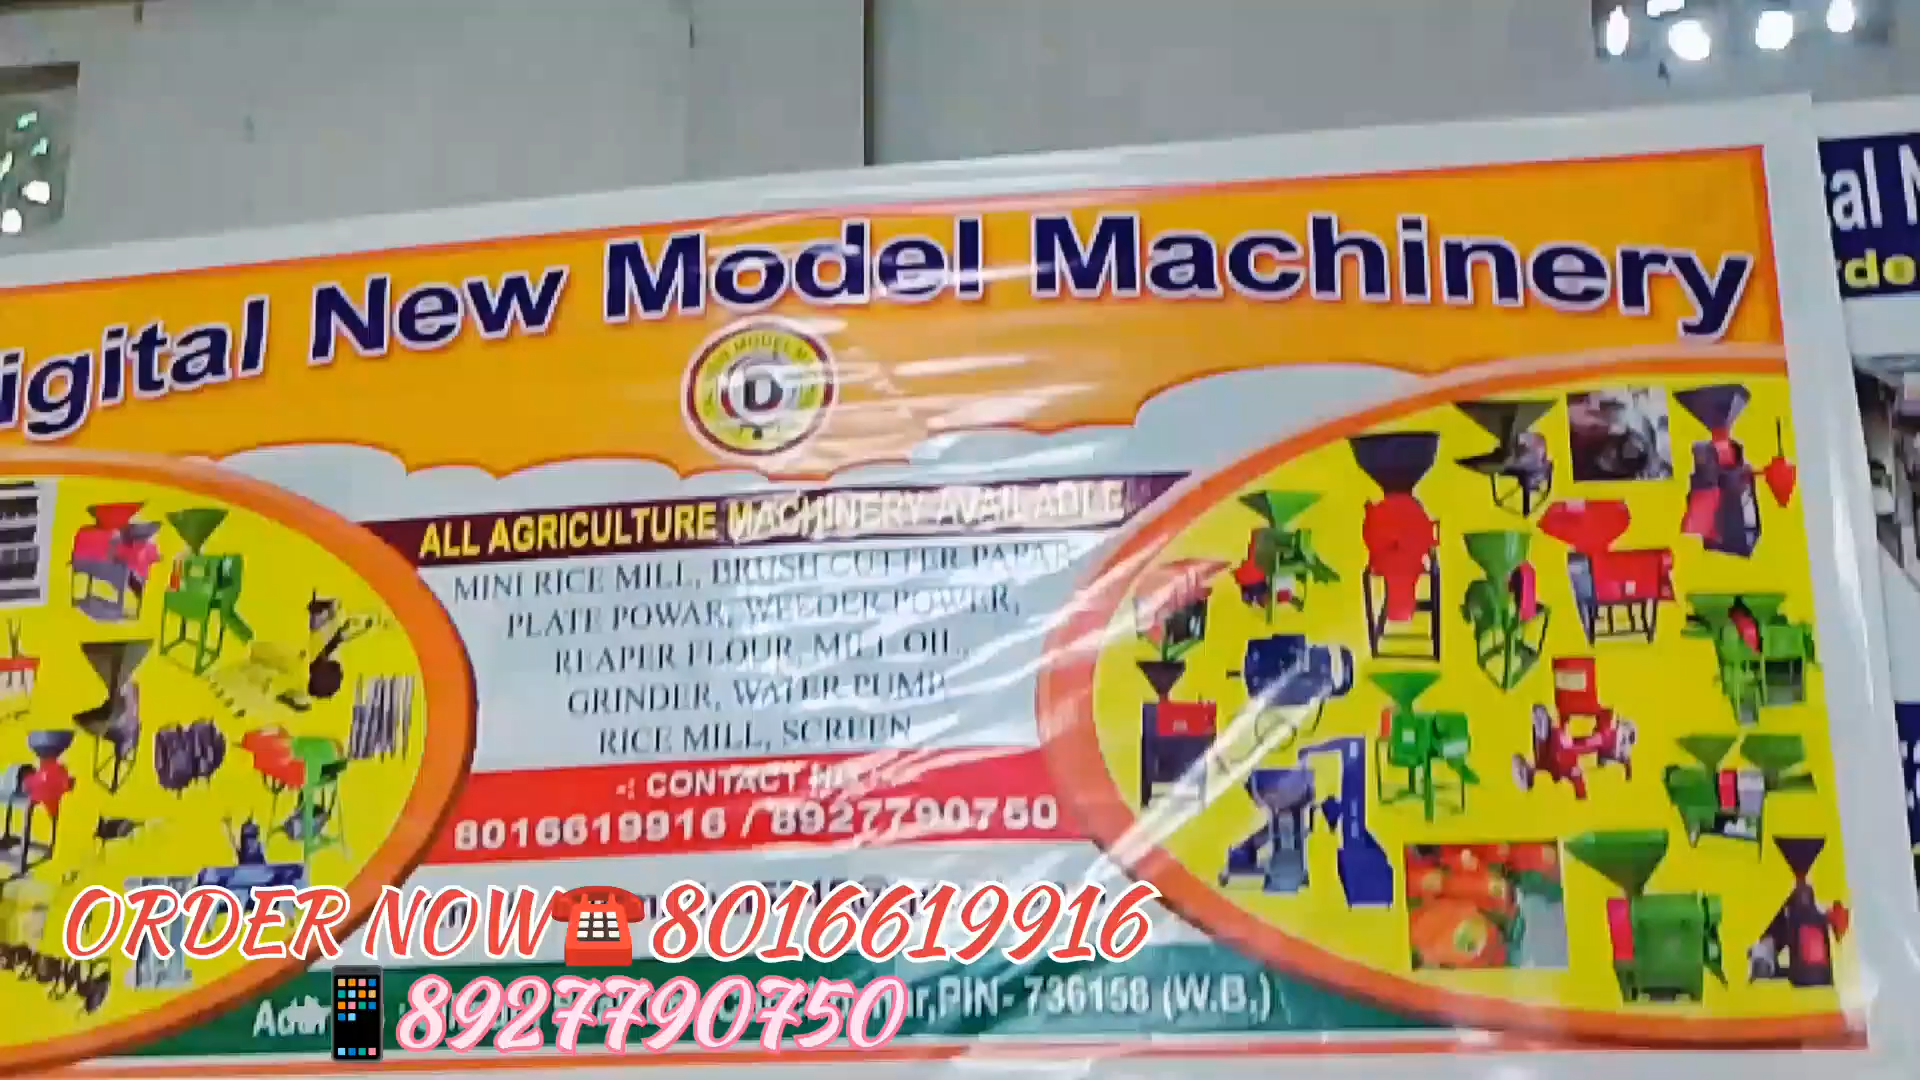 igital New Model Machinery
D
ALL AGRICULTURE MACHINERY AVAILABLE
MINI RICE MILL, BRUSH CUTTER PAPAR
PLATE POWAR, WEEDER POWER,
REAPER FLOUR, MILL OIL,
GRINDER, WATER PUMP
RICE MILL, SCREEN
-: CONTACT
8016619916 / 8927790750
ORDER NOW☎8016619916
📱8927790750
PIN- 736158 (W.B.)
al N